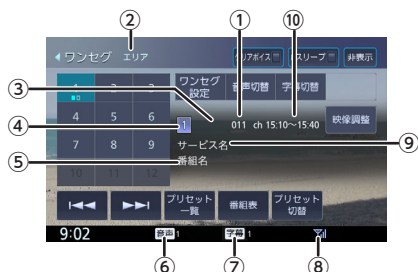 ② ① ⑩
ワンセグ エリア クリアボイス スリープ 非表示
1 2 3 ワンセグ設定 音声切替 字幕切替
③
④ 4 5 6 1 011 ch 15:10～15:40 映像調整
7 8 9 サービス名 ⑨
⑤ 番組名
10 11 12
プリセット一覧 番組表 プリセット切替
9:02 音声 1 字幕 1
⑥ ⑦ ⑧